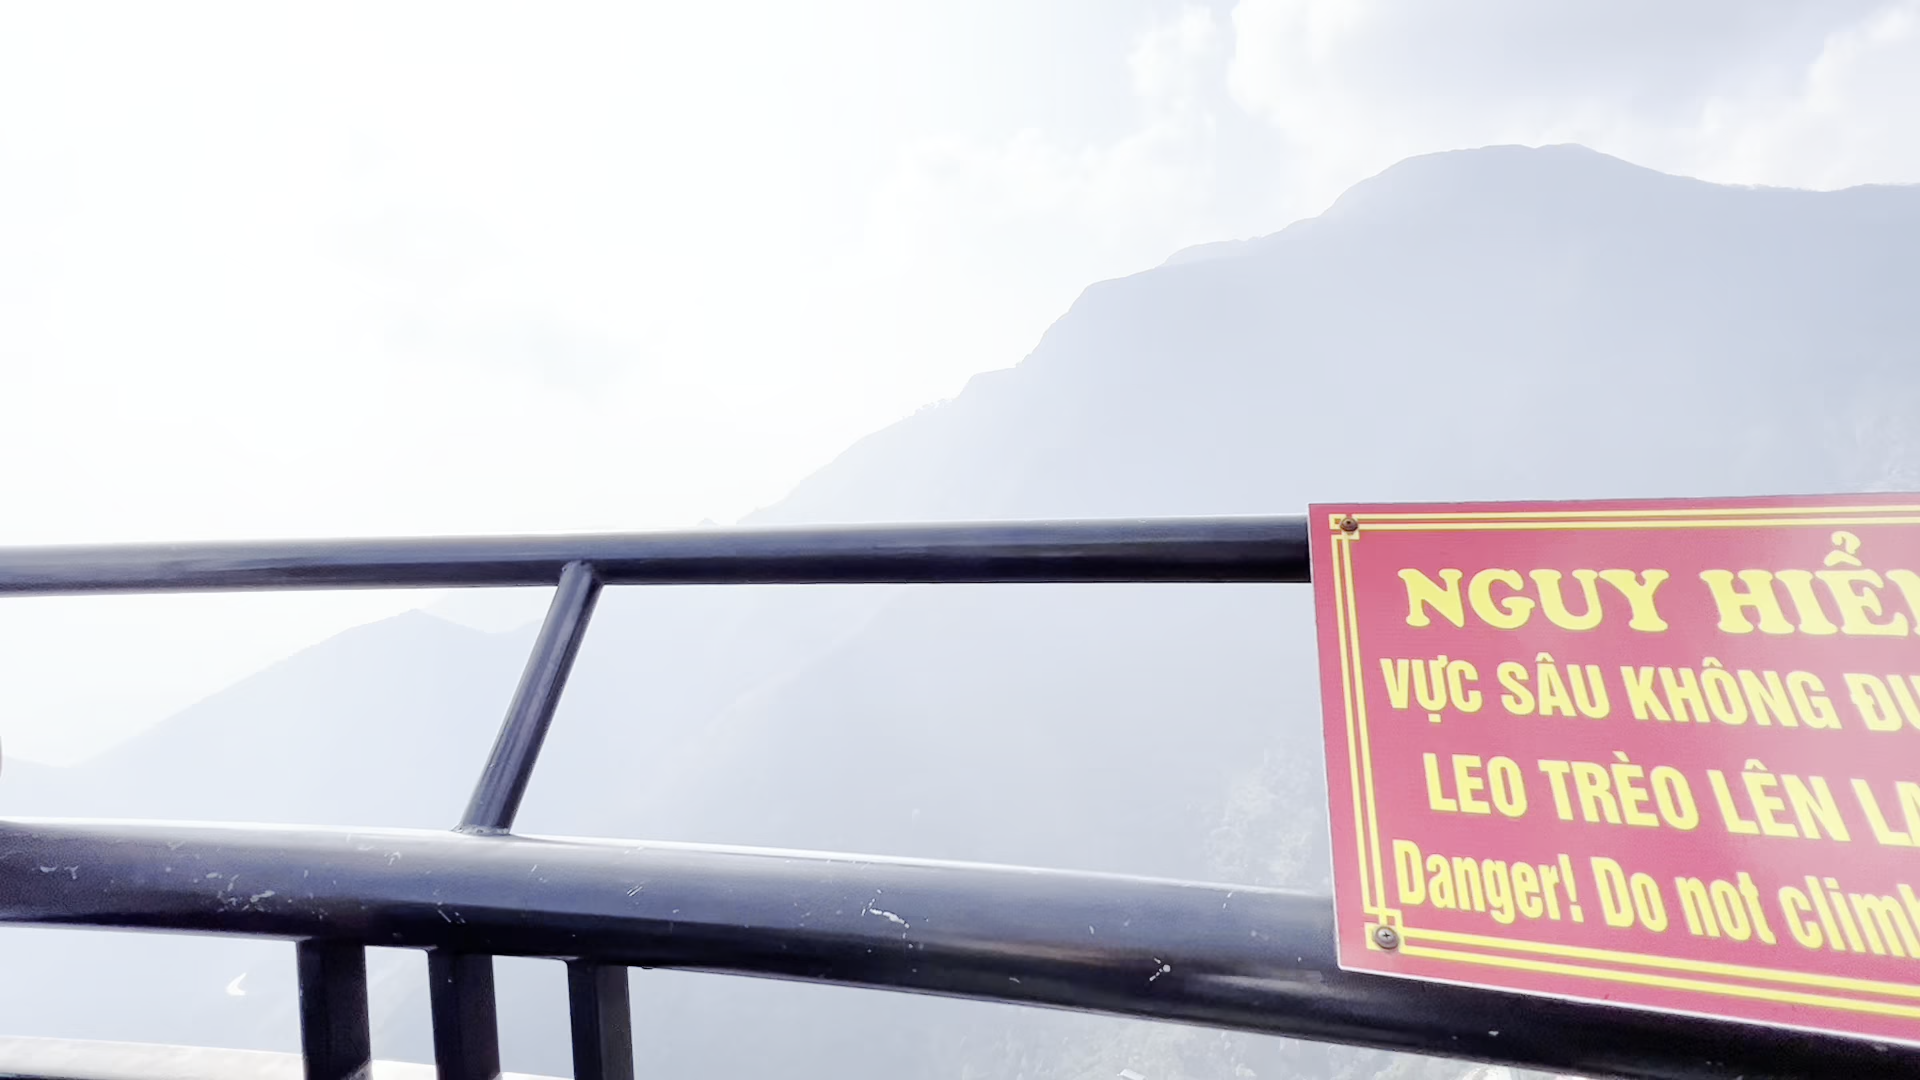 NGUY HIỂ
VỰC SÂU KHÔNG ĐƯ
LEO TRÈO LÊN LA
Danger! Do not climb